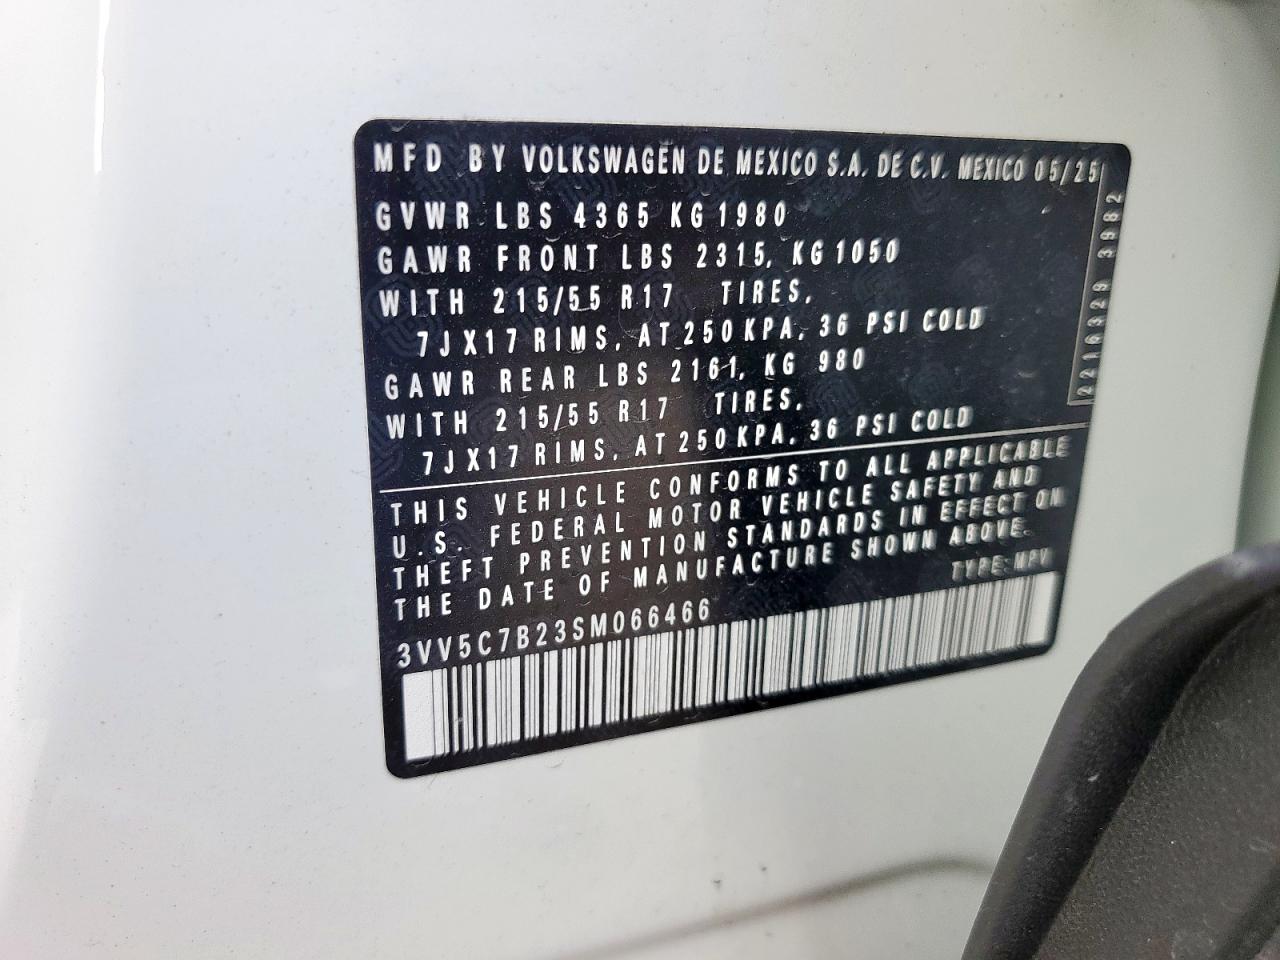 MFD BY VOLKSWAGEN DE MEXICO S.A. DE C.V. MEXICO 05/25
GVWR LBS 4365 KG 1980
GAWR FRONT LBS 2315, KG 1050
WITH 215/55 R17 TIRES,
7JX17 RIMS, AT 250 KPA, 36 PSI COLD
GAWR REAR LBS 2161, KG 980
WITH 215/55 R17 TIRES,
7JX17 RIMS, AT 250 KPA, 36 PSI COLD
2216329 3982
THIS VEHICLE CONFORMS TO ALL APPLICABLE
U.S. FEDERAL MOTOR VEHICLE SAFETY AND
THEFT PREVENTION STANDARDS IN EFFECT ON
THE DATE OF MANUFACTURE SHOWN ABOVE.
TYPE: MPV
3VV5C7B23SM066466